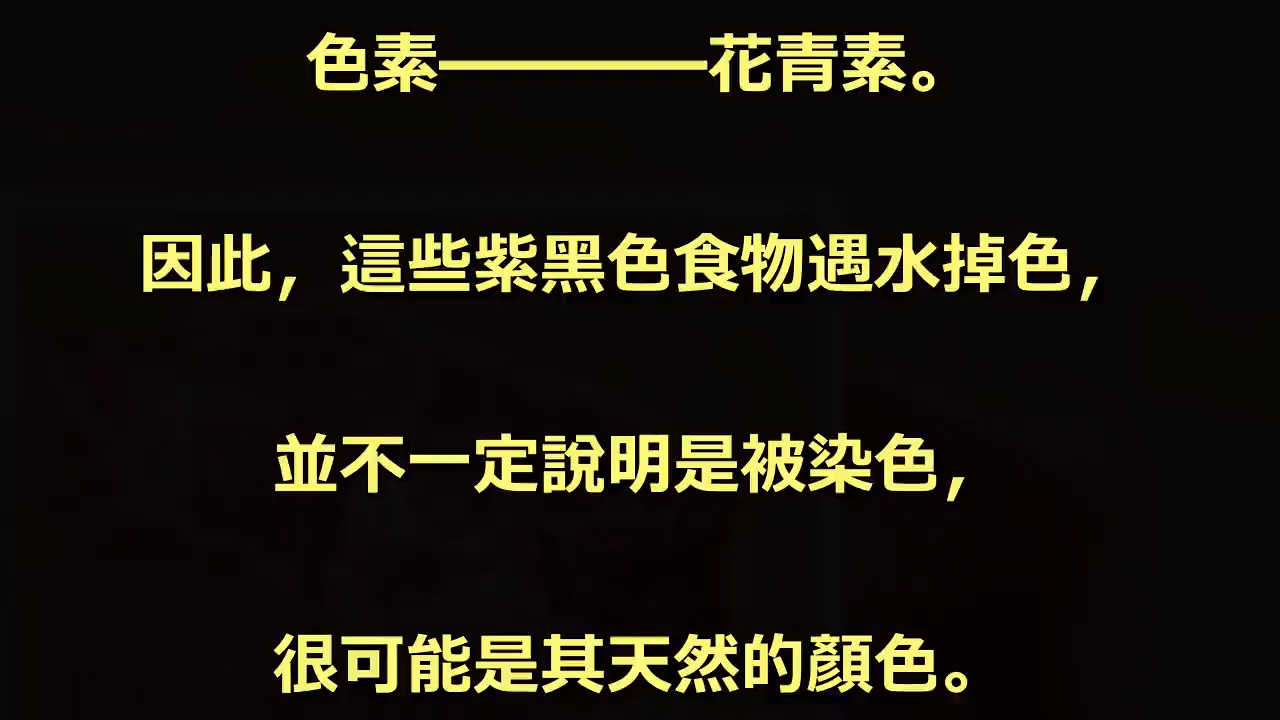 色素————花青素。
因此，這些紫黑色食物遇水掉色，
並不一定說明是被染色，
很可能是其天然的顏色。